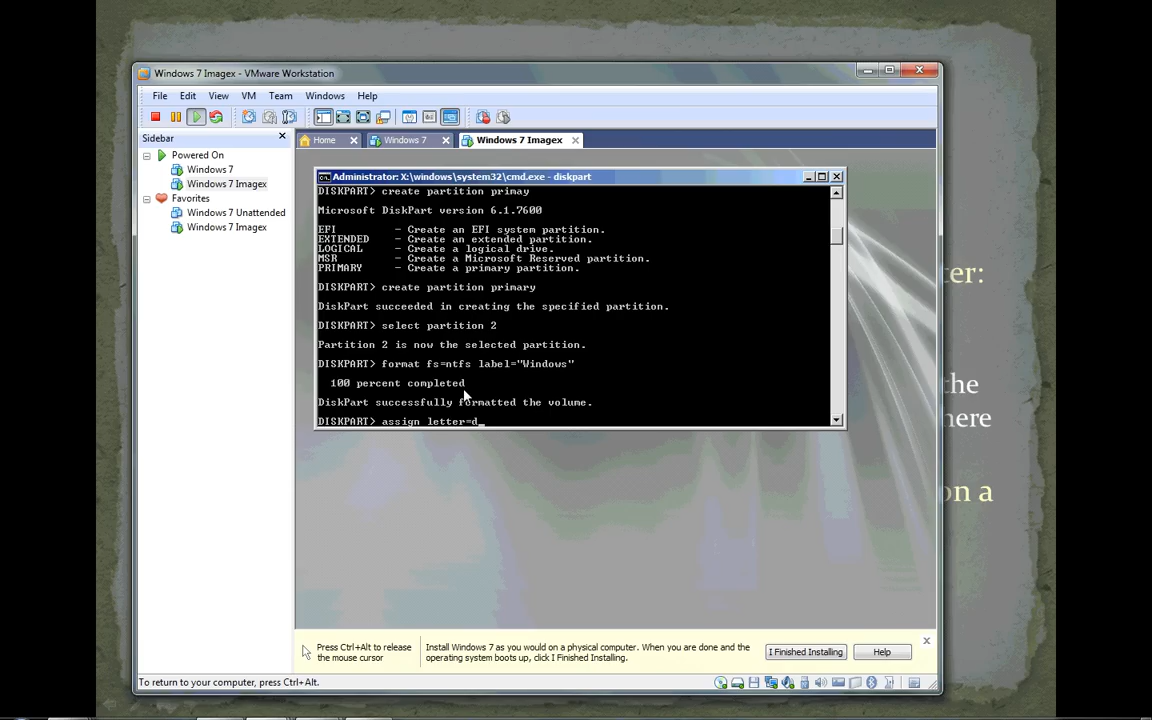 Windows 7 Imagex - VMware Workstation
File Edit View VM Team Windows Help
Sidebar
Home Windows 7 Windows 7 Imagex
Powered On
Windows 7
Windows 7 Imagex
Favorites
Windows 7 Unattended
Windows 7 Imagex
Administrator: X:\windows\system32\cmd.exe - diskpart
DISKPART> create partition primay
Microsoft DiskPart version 6.1.7600
EFI - Create an EFI system partition.
EXTENDED - Create an extended partition.
LOGICAL - Create a logical drive.
MSR - Create a Microsoft Reserved partition.
PRIMARY - Create a primary partition.
DISKPART> create partition primary
DiskPart succeeded in creating the specified partition.
DISKPART> select partition 2
Partition 2 is now the selected partition.
DISKPART> format fs=ntfs label="Windows"
100 percent completed
DiskPart successfully formatted the volume.
DISKPART> assign letter=d_
ter:
the
here
on a
Press Ctrl+Alt to release
the mouse cursor
Install Windows 7 as you would on a physical computer. When you are done and the
operating system boots up, click I Finished Installing.
I Finished Installing
Help
To return to your computer, press Ctrl+Alt.